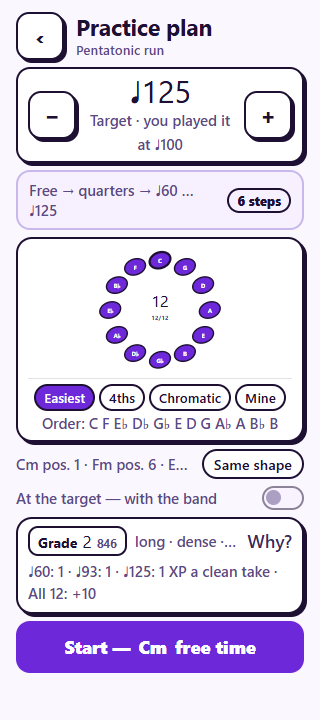 ‹
Practice plan
Pentatonic run
♩125
−
Target · you played it
at ♩100
+
Free → quarters → ♩60 ...
♩125
6 steps
C
F
G
B♭
D
E♭
12
12/12
A
A♭
E
D♭
B
G♭
Easiest
4ths
Chromatic
Mine
Order: C F E♭ D♭ G♭ E D G A♭ A B♭ B
Cm pos. 1 · Fm pos. 6 · E...
Same shape
At the target — with the band
Grade 2 846
long · dense ·...
Why?
♩60: 1 · ♩93: 1 · ♩125: 1 XP a clean take ·
All 12: +10
Start — Cm free time